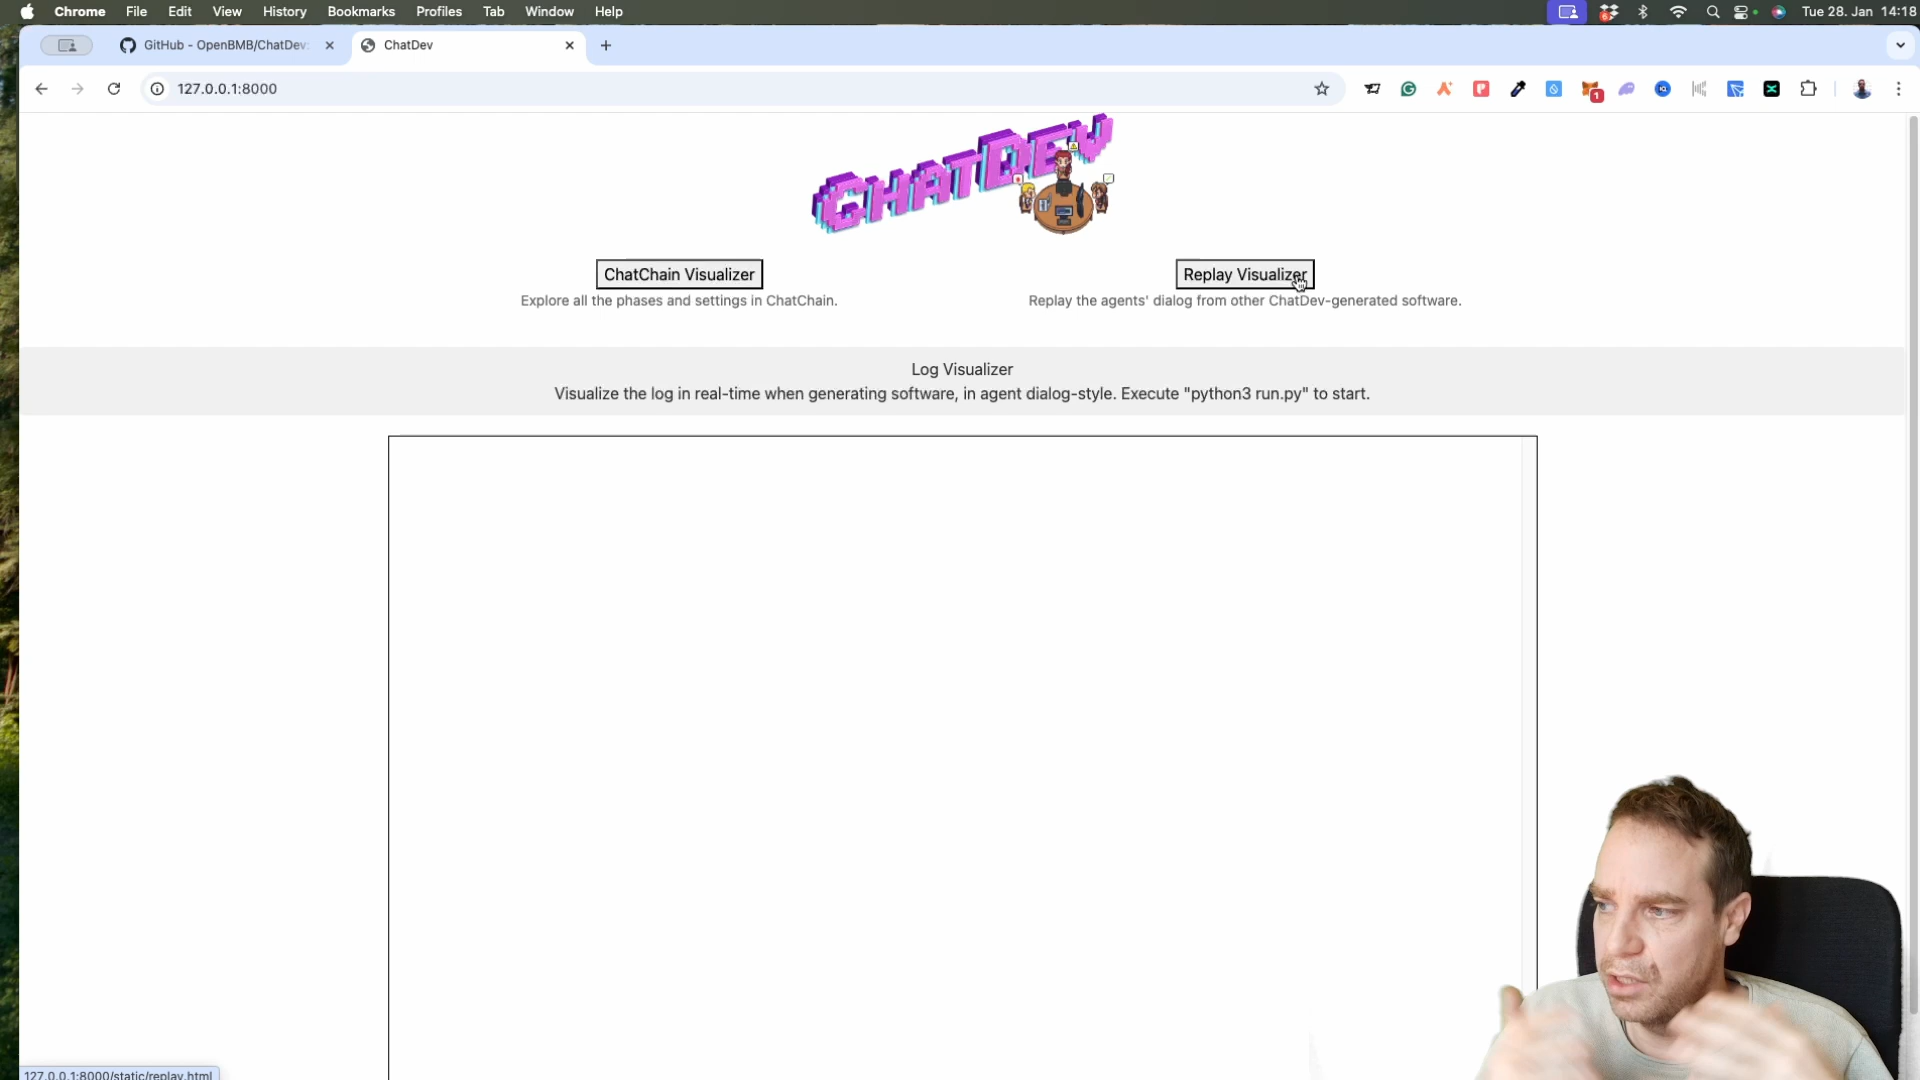 Chrome File Edit View History Bookmarks Profiles Tab Window Help Tue 28. Jan 14:18
GitHub - OpenBMB/ChatDev: ChatDev
127.0.0.1:8000
1
CHATDEV
ChatChain Visualizer
Explore all the phases and settings in ChatChain.
Replay Visualizer
Replay the agents' dialog from other ChatDev-generated software.
Log Visualizer
Visualize the log in real-time when generating software, in agent dialog-style. Execute "python3 run.py" to start.
127.0.0.1:8000/static/replay.html